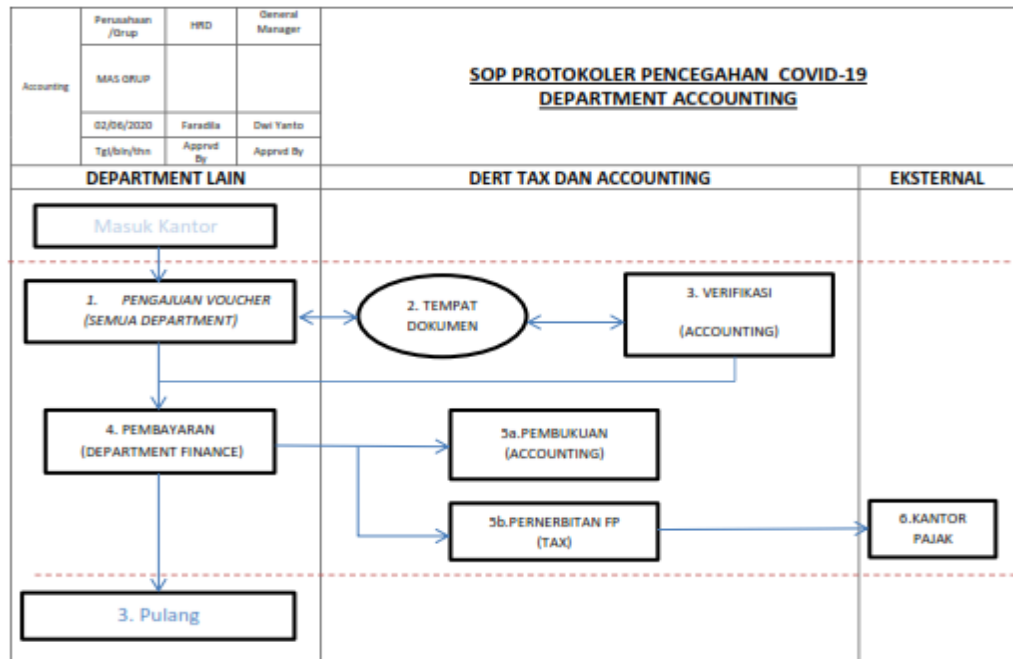 Accounting
Perusahaan
/Grup
HRD
General
Manager
MAS GRUP
02/06/2020
Faradila
Dwi Yanto
Tgl/bln/thn
Apprvd
By
Apprvd By
SOP PROTOKOLER PENCEGAHAN COVID-19
DEPARTMENT ACCOUNTING
DEPARTMENT LAIN
DERT TAX DAN ACCOUNTING
EKSTERNAL
Masuk Kantor
1. PENGAJUAN VOUCHER
(SEMUA DEPARTMENT)
2. TEMPAT
DOKUMEN
3. VERIFIKASI
(ACCOUNTING)
4. PEMBAYARAN
(DEPARTMENT FINANCE)
5a.PEMBUKUAN
(ACCOUNTING)
5b.PERNERBITAN FP
(TAX)
6.KANTOR
PAJAK
3. Pulang